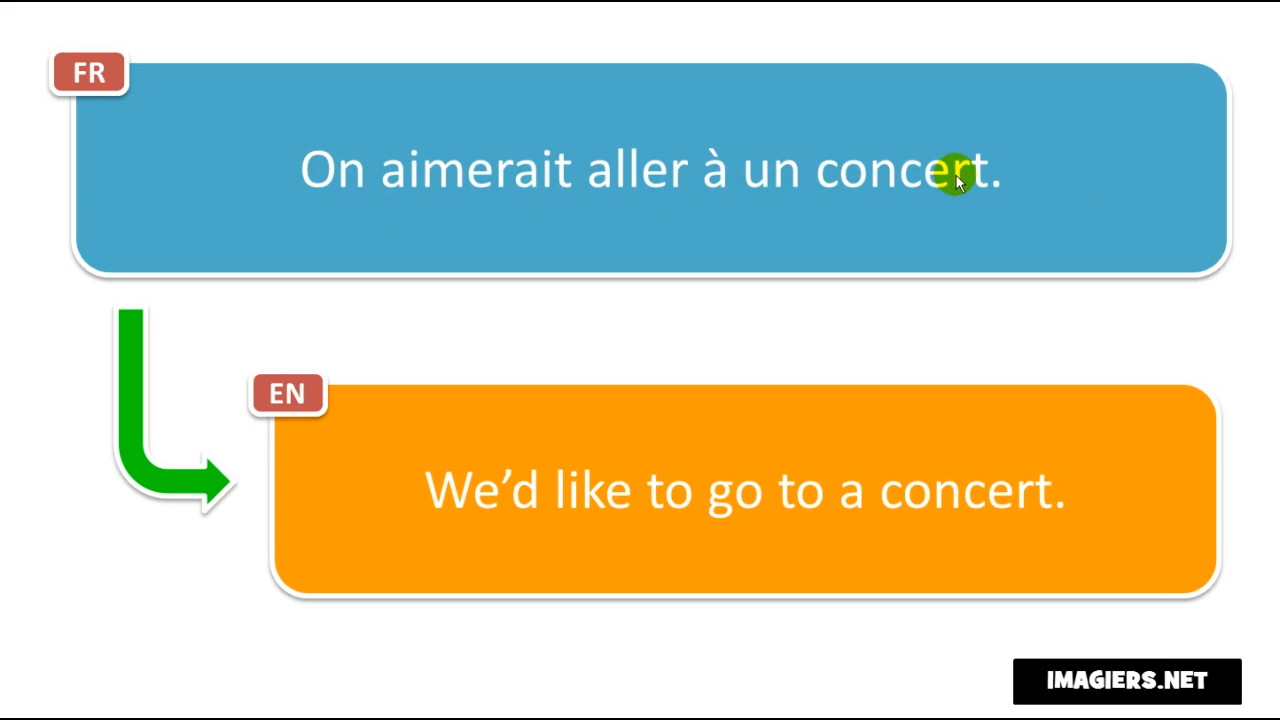 FR
On aimerait aller à un concert.
EN
We’d like to go to a concert.
IMAGIERS.NET